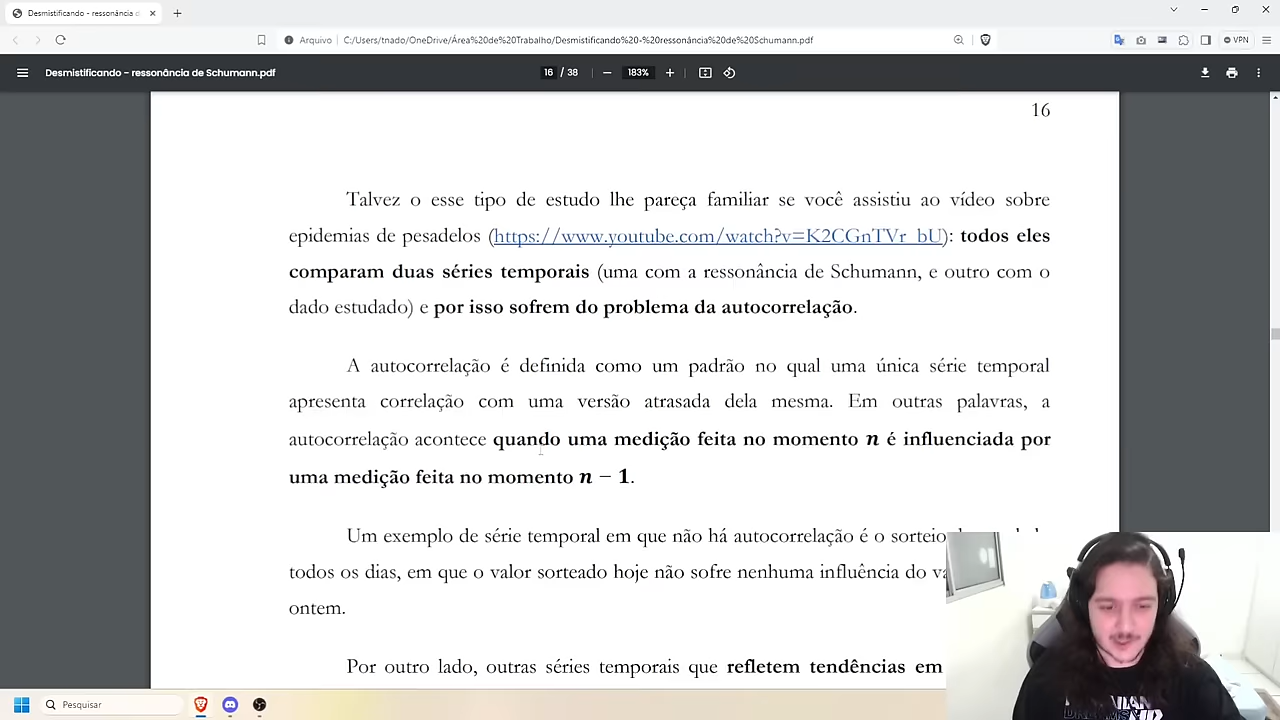 Desmistificando - ressonância d
Arquivo C:/Users/tnado/OneDrive/Área%20de%20Trabalho/Desmistificando%20-%20ressonância%20de%20Schumann.pdf VPN
Desmistificando - ressonância de Schumann.pdf 16 / 38 183%
16
Talvez o esse tipo de estudo lhe pareça familiar se você assistiu ao vídeo sobre
epidemias de pesadelos (https://www.youtube.com/watch?v=K2CGnTVr_bU): todos eles
comparam duas séries temporais (uma com a ressonância de Schumann, e outro com o
dado estudado) e por isso sofrem do problema da autocorrelação.
A autocorrelação é definida como um padrão no qual uma única série temporal
apresenta correlação com uma versão atrasada dela mesma. Em outras palavras, a
autocorrelação acontece quando uma medição feita no momento n é influenciada por
uma medição feita no momento n − 1.
Um exemplo de série temporal em que não há autocorrelação é o sorteio
todos os dias, em que o valor sorteado hoje não sofre nenhuma influência do
ontem.
Por outro lado, outras séries temporais que refletem tendências em
Pesquisar